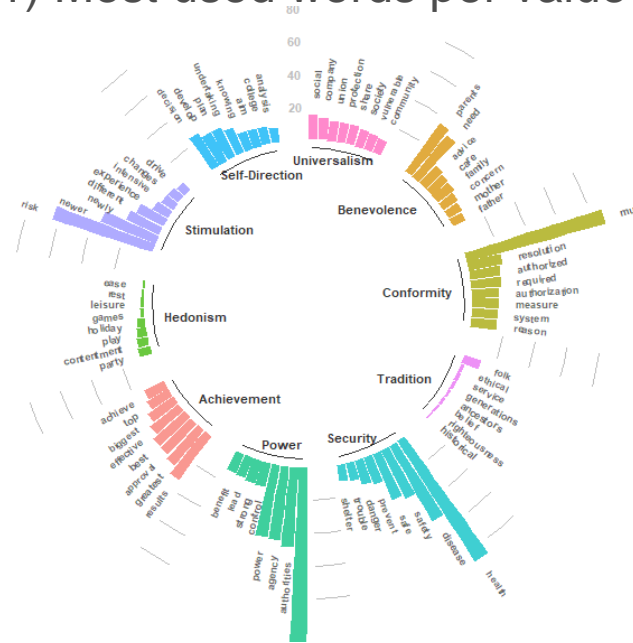 1) Most used words per value
80
60
40
20
social
company
union
protection
share
society
vulnerable
community
Universalism
parents
need
advice
care
family
concern
mother
father
Benevolence
resolution
authorized
required
authorization
measure
system
reason
Conformity
folk
ethical
service
generations
ancestors
belief
righteousness
historical
Tradition
health
disease
safety
safe
prevent
danger
trouble
shelter
Security
authorities
agency
power
control
strong
lead
benefit
Power
results
greatest
approval
best
effective
biggest
top
achieve
Achievement
party
contentment
play
holiday
games
leisure
rest
ease
Hedonism
risk
newer
newly
different
experience
intensive
changes
drive
Stimulation
decision
develop
plan
undertaking
knowing
aim
college
analysis
Self-Direction